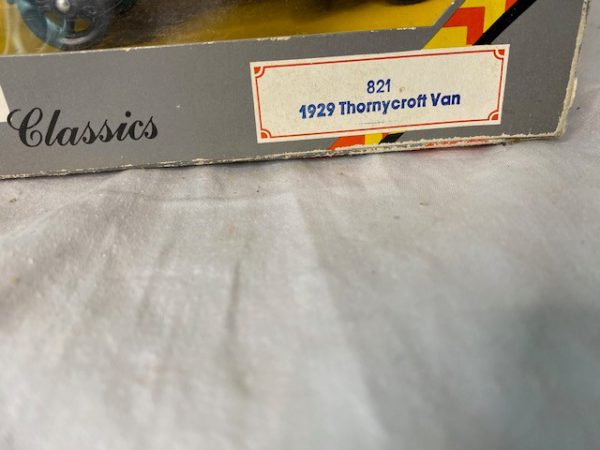 Classics
821
1929 Thornycroft Van